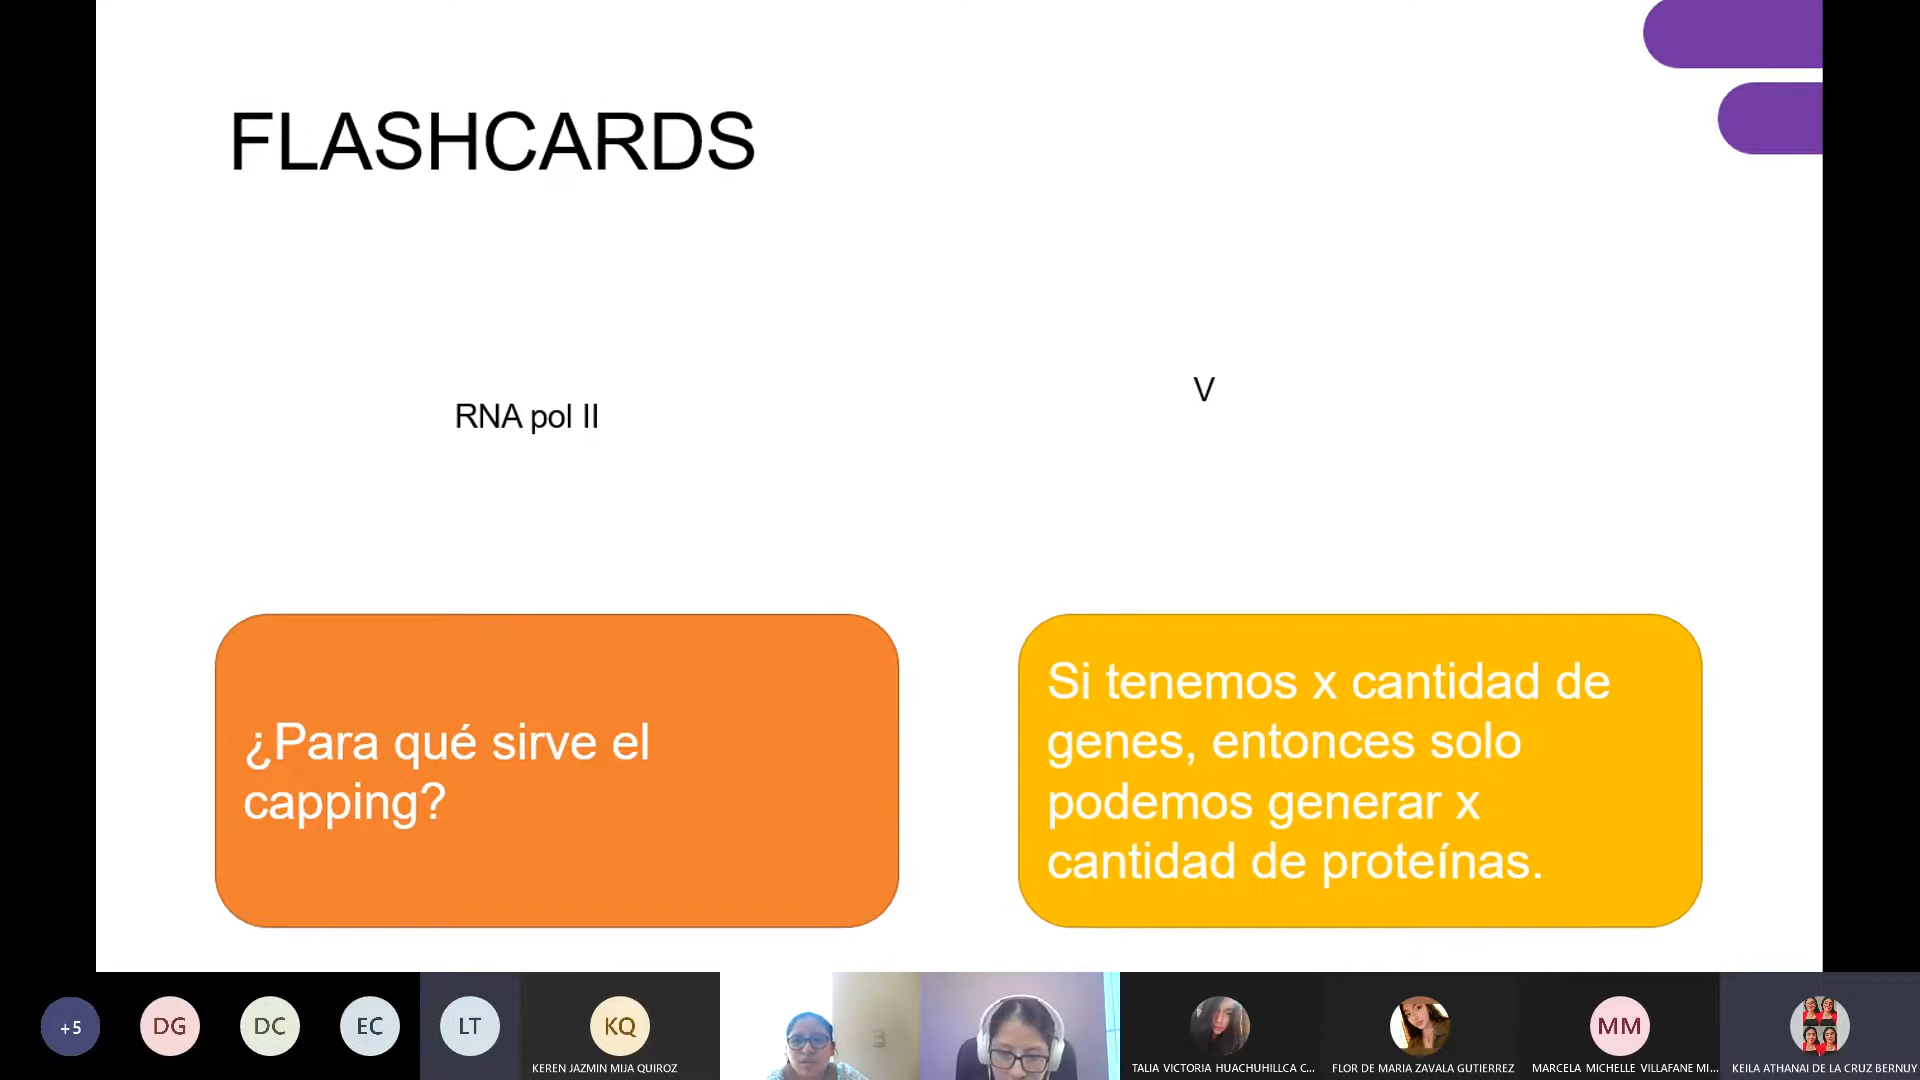 FLASHCARDS
RNA pol II
V
¿Para qué sirve el
capping?
Si tenemos x cantidad de
genes, entonces solo
podemos generar x
cantidad de proteínas.
+5
DG
DC
EC
LT
KQ
KEREN JAZMIN MIJA QUIROZ
TALIA VICTORIA HUACHUHILLCA C...
FLOR DE MARIA ZAVALA GUTIERREZ
MM
MARCELA MICHELLE VILLAFANE MI...
KEILA ATHANAI DE LA CRUZ BERNUY